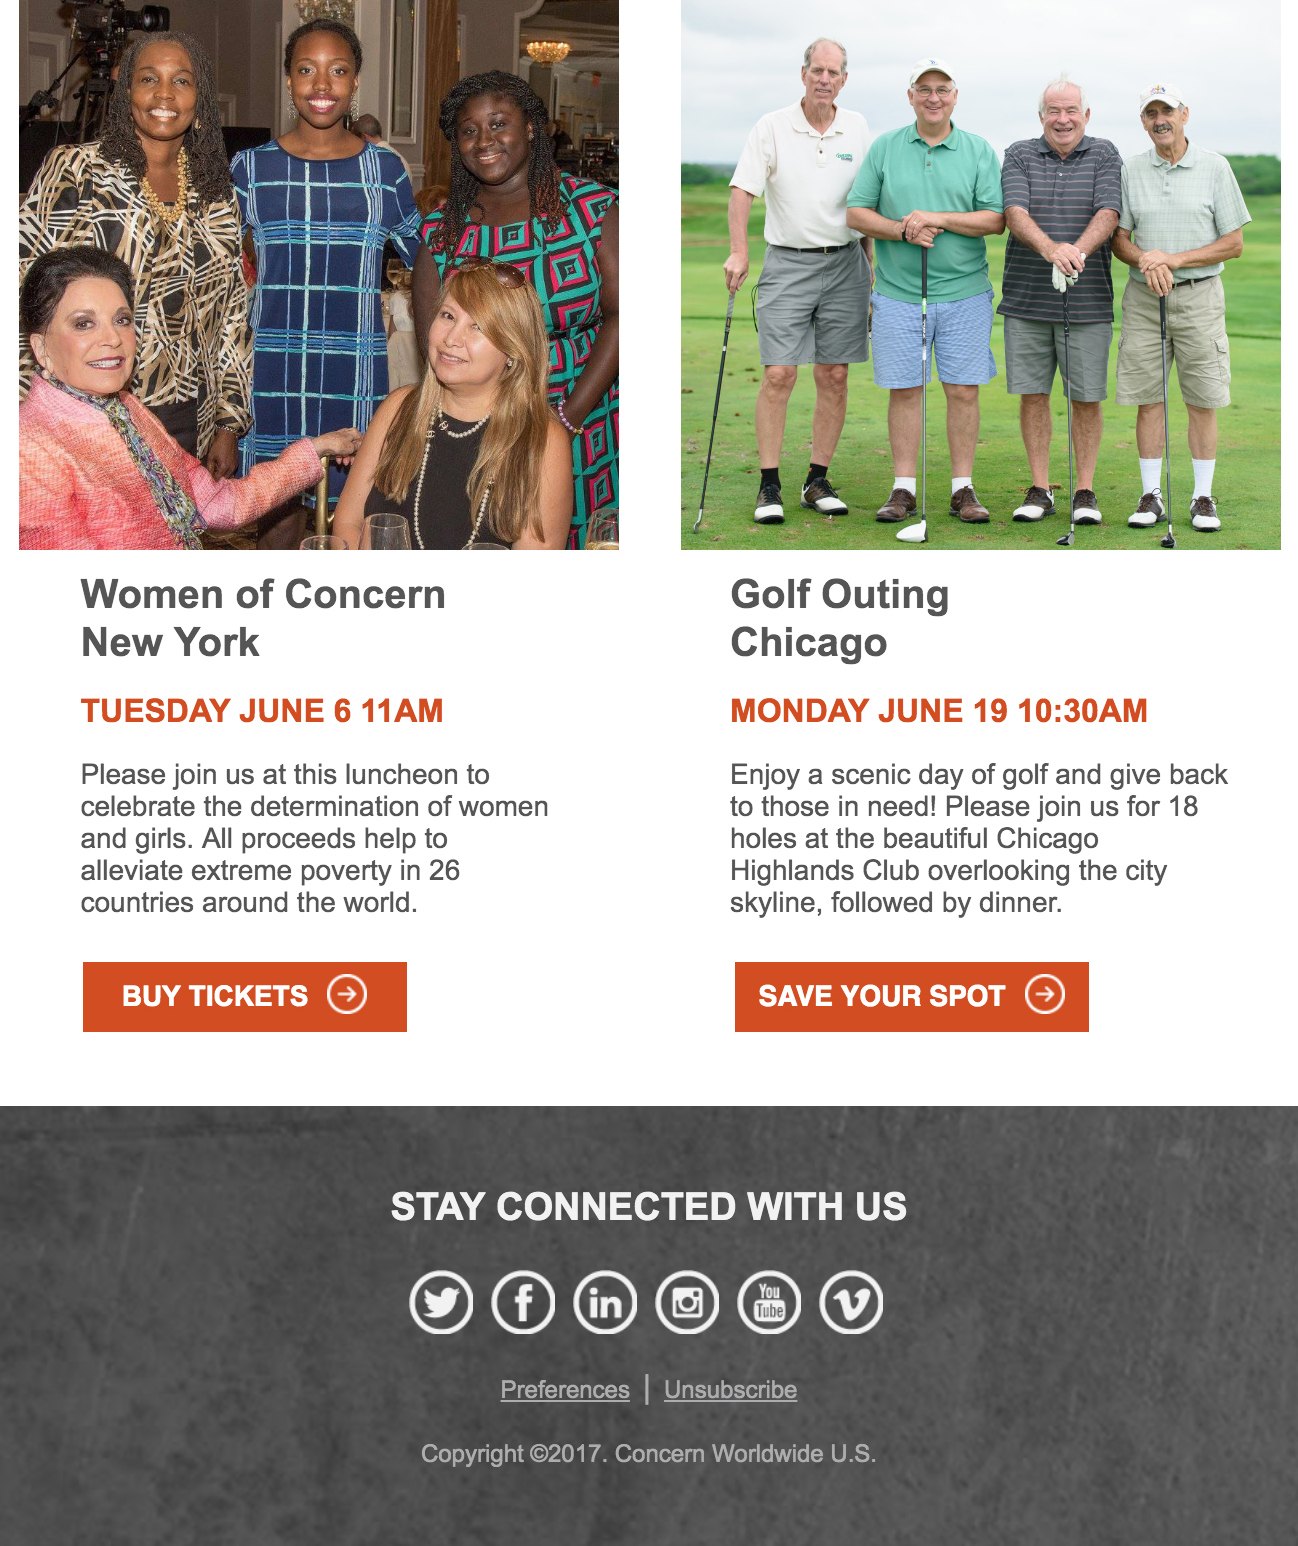 Women of Concern
New York
TUESDAY JUNE 6 11AM
Please join us at this luncheon to
celebrate the determination of women
and girls. All proceeds help to
alleviate extreme poverty in 26
countries around the world.
BUY TICKETS
Golf Outing
Chicago
MONDAY JUNE 19 10:30AM
Enjoy a scenic day of golf and give back
to those in need! Please join us for 18
holes at the beautiful Chicago
Highlands Club overlooking the city
skyline, followed by dinner.
SAVE YOUR SPOT
STAY CONNECTED WITH US
You
Tube
Preferences | Unsubscribe
Copyright ©2017. Concern Worldwide U.S.